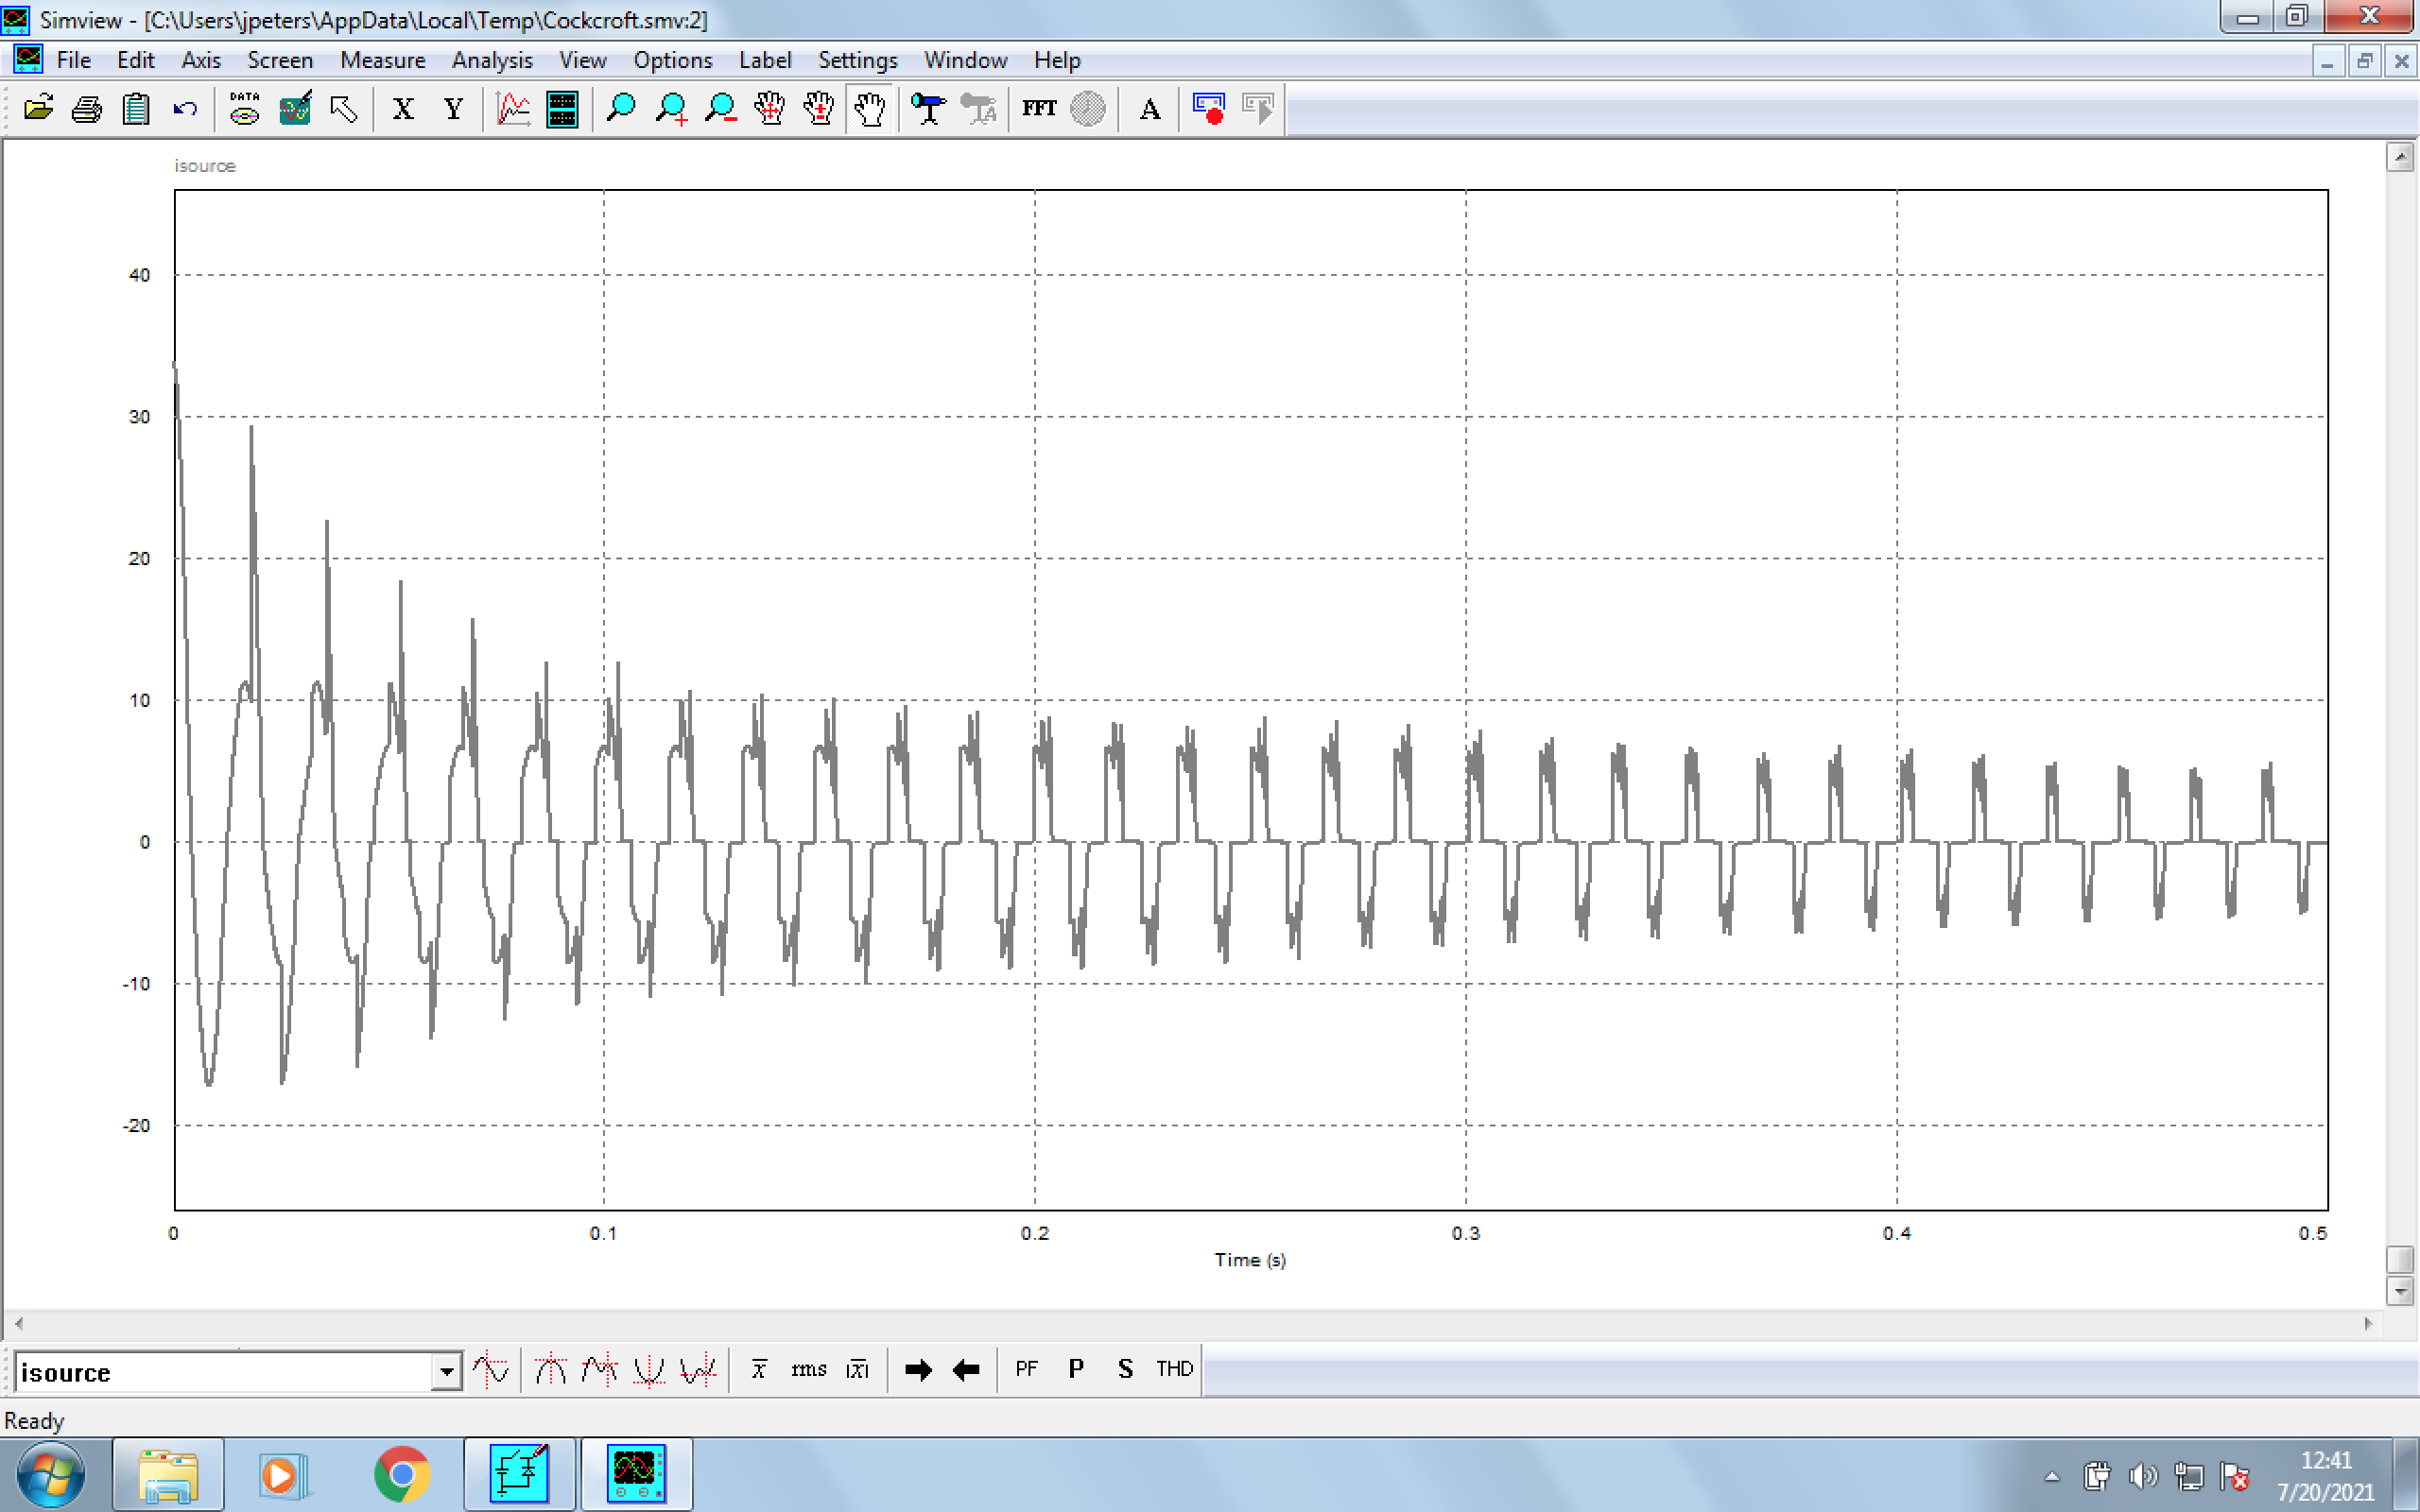 Simview - [C:\Users\jpeters\AppData\Local\Temp\Cockcroft.smv:2]
File Edit Axis Screen Measure Analysis View Options Label Settings Window Help
DATA X Y FFT A
isource
40
30
20
10
0
-10
-20
0 0.1 0.2 0.3 0.4 0.5
Time (s)
isource x rms |x| PF P S THD
Ready
12:41
7/20/2021